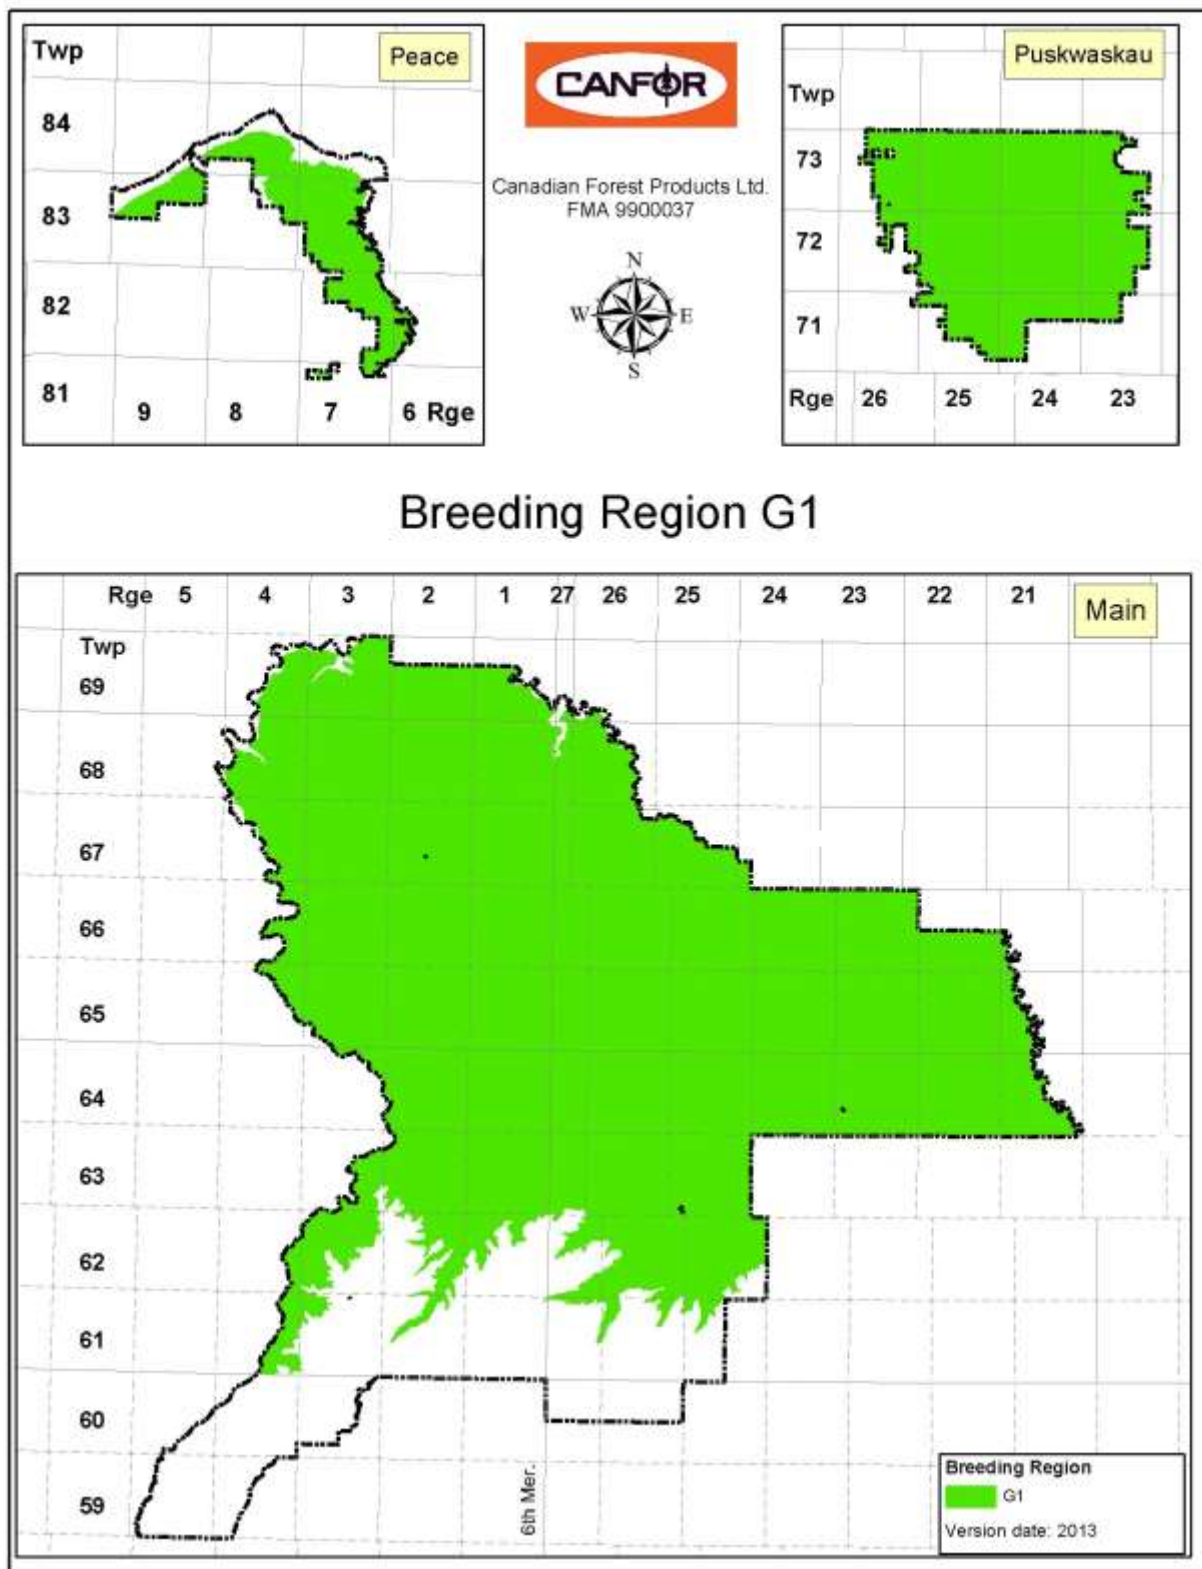 Twp
Peace
84
83
82
81
9 8 7 6 Rge
CANFOR
Canadian Forest Products Ltd.
FMA 9900037
N
W E
S
Puskwaskau
Twp
73
72
71
Rge 26 25 24 23
Breeding Region G1
Rge 5 4 3 2 1 27 26 25 24 23 22 21
Main
Twp
69
68
67
66
65
64
63
62
61
60
59
6th Mer.
Breeding Region
G1
Version date: 2013